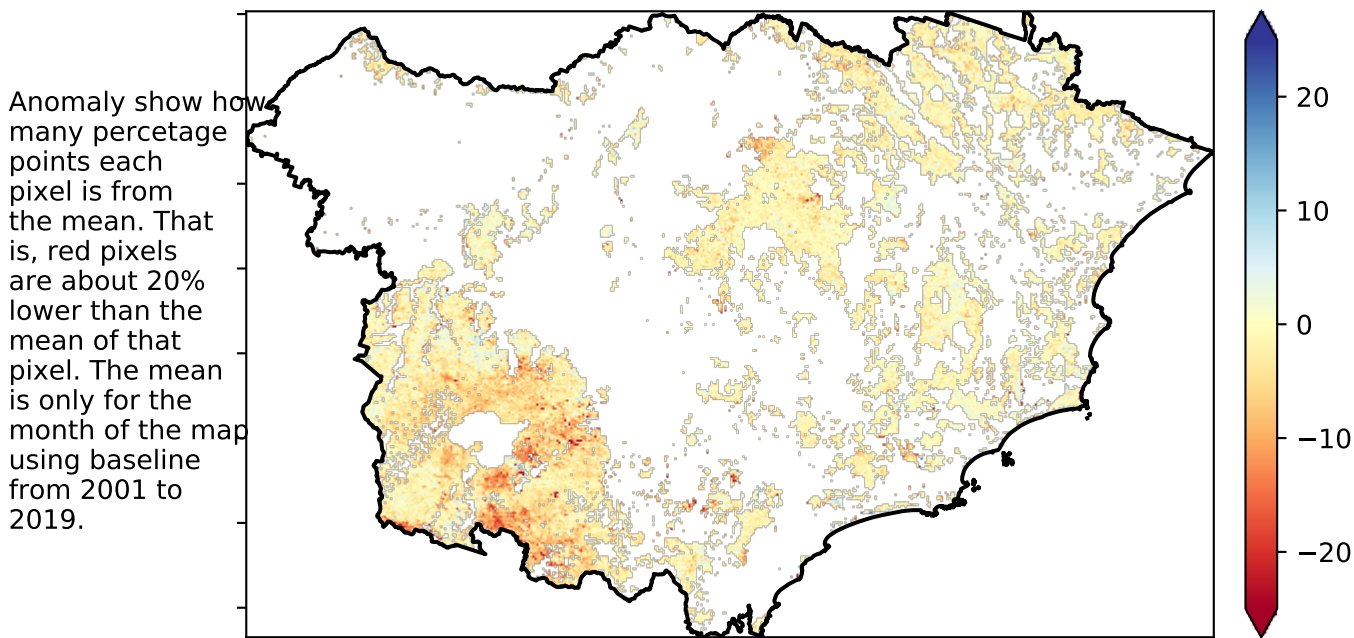 Anomaly show how
many percetage
points each
pixel is from
the mean. That
is, red pixels
are about 20%
lower than the
mean of that
pixel. The mean
is only for the
month of the map
using baseline
from 2001 to
2019.
20
10
0
−10
−20